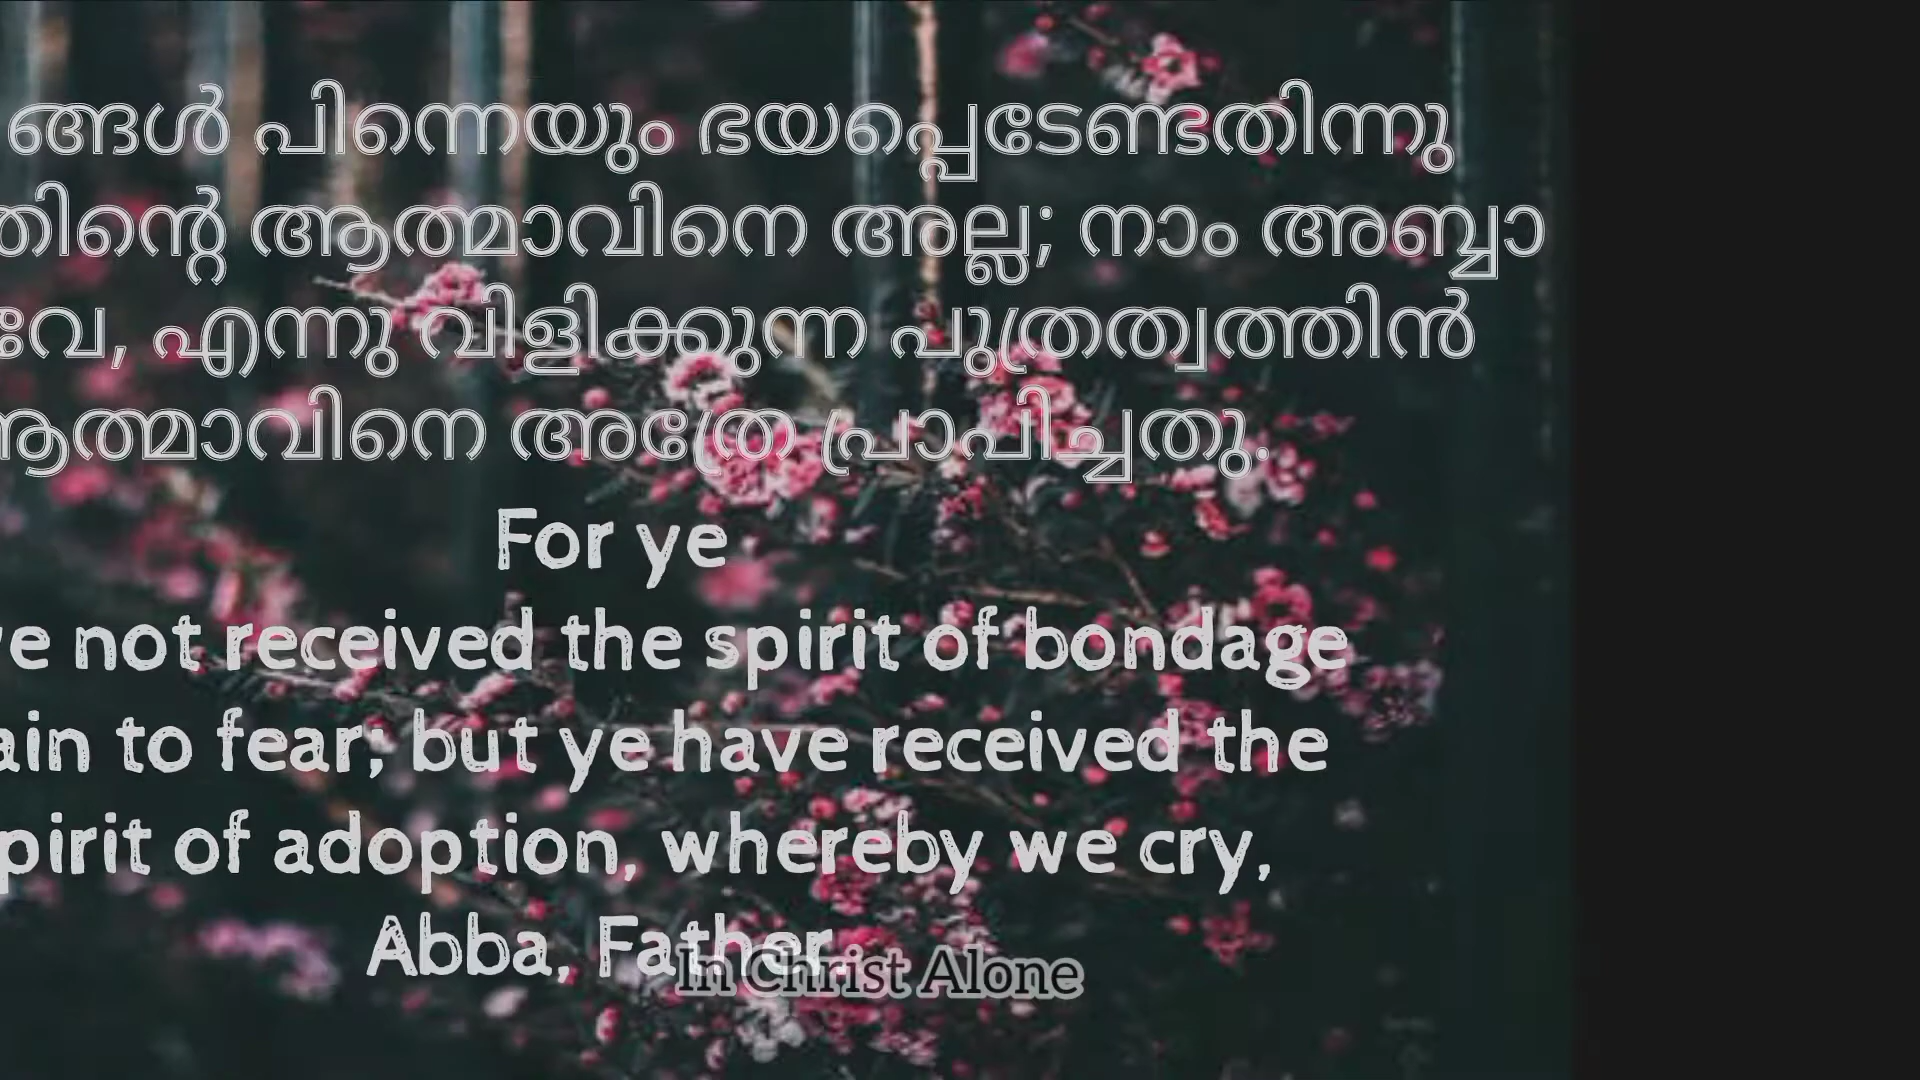 ങ്ങൾ പിന്നെയും ഭയപ്പെടേണ്ടതിന്നു
തിന്റെ ആത്മാവിനെ അല്ല; നാം അബ്ബാ
വേ, എന്നു വിളിക്കുന്ന പുത്രത്വത്തിൻ
ആത്മാവിനെ അത്രേ പ്രാപിച്ചതു.
For ye
ve not received the spirit of bondage
ain to fear; but ye have received the
pirit of adoption, whereby we cry,
Abba, Father.
In Christ Alone